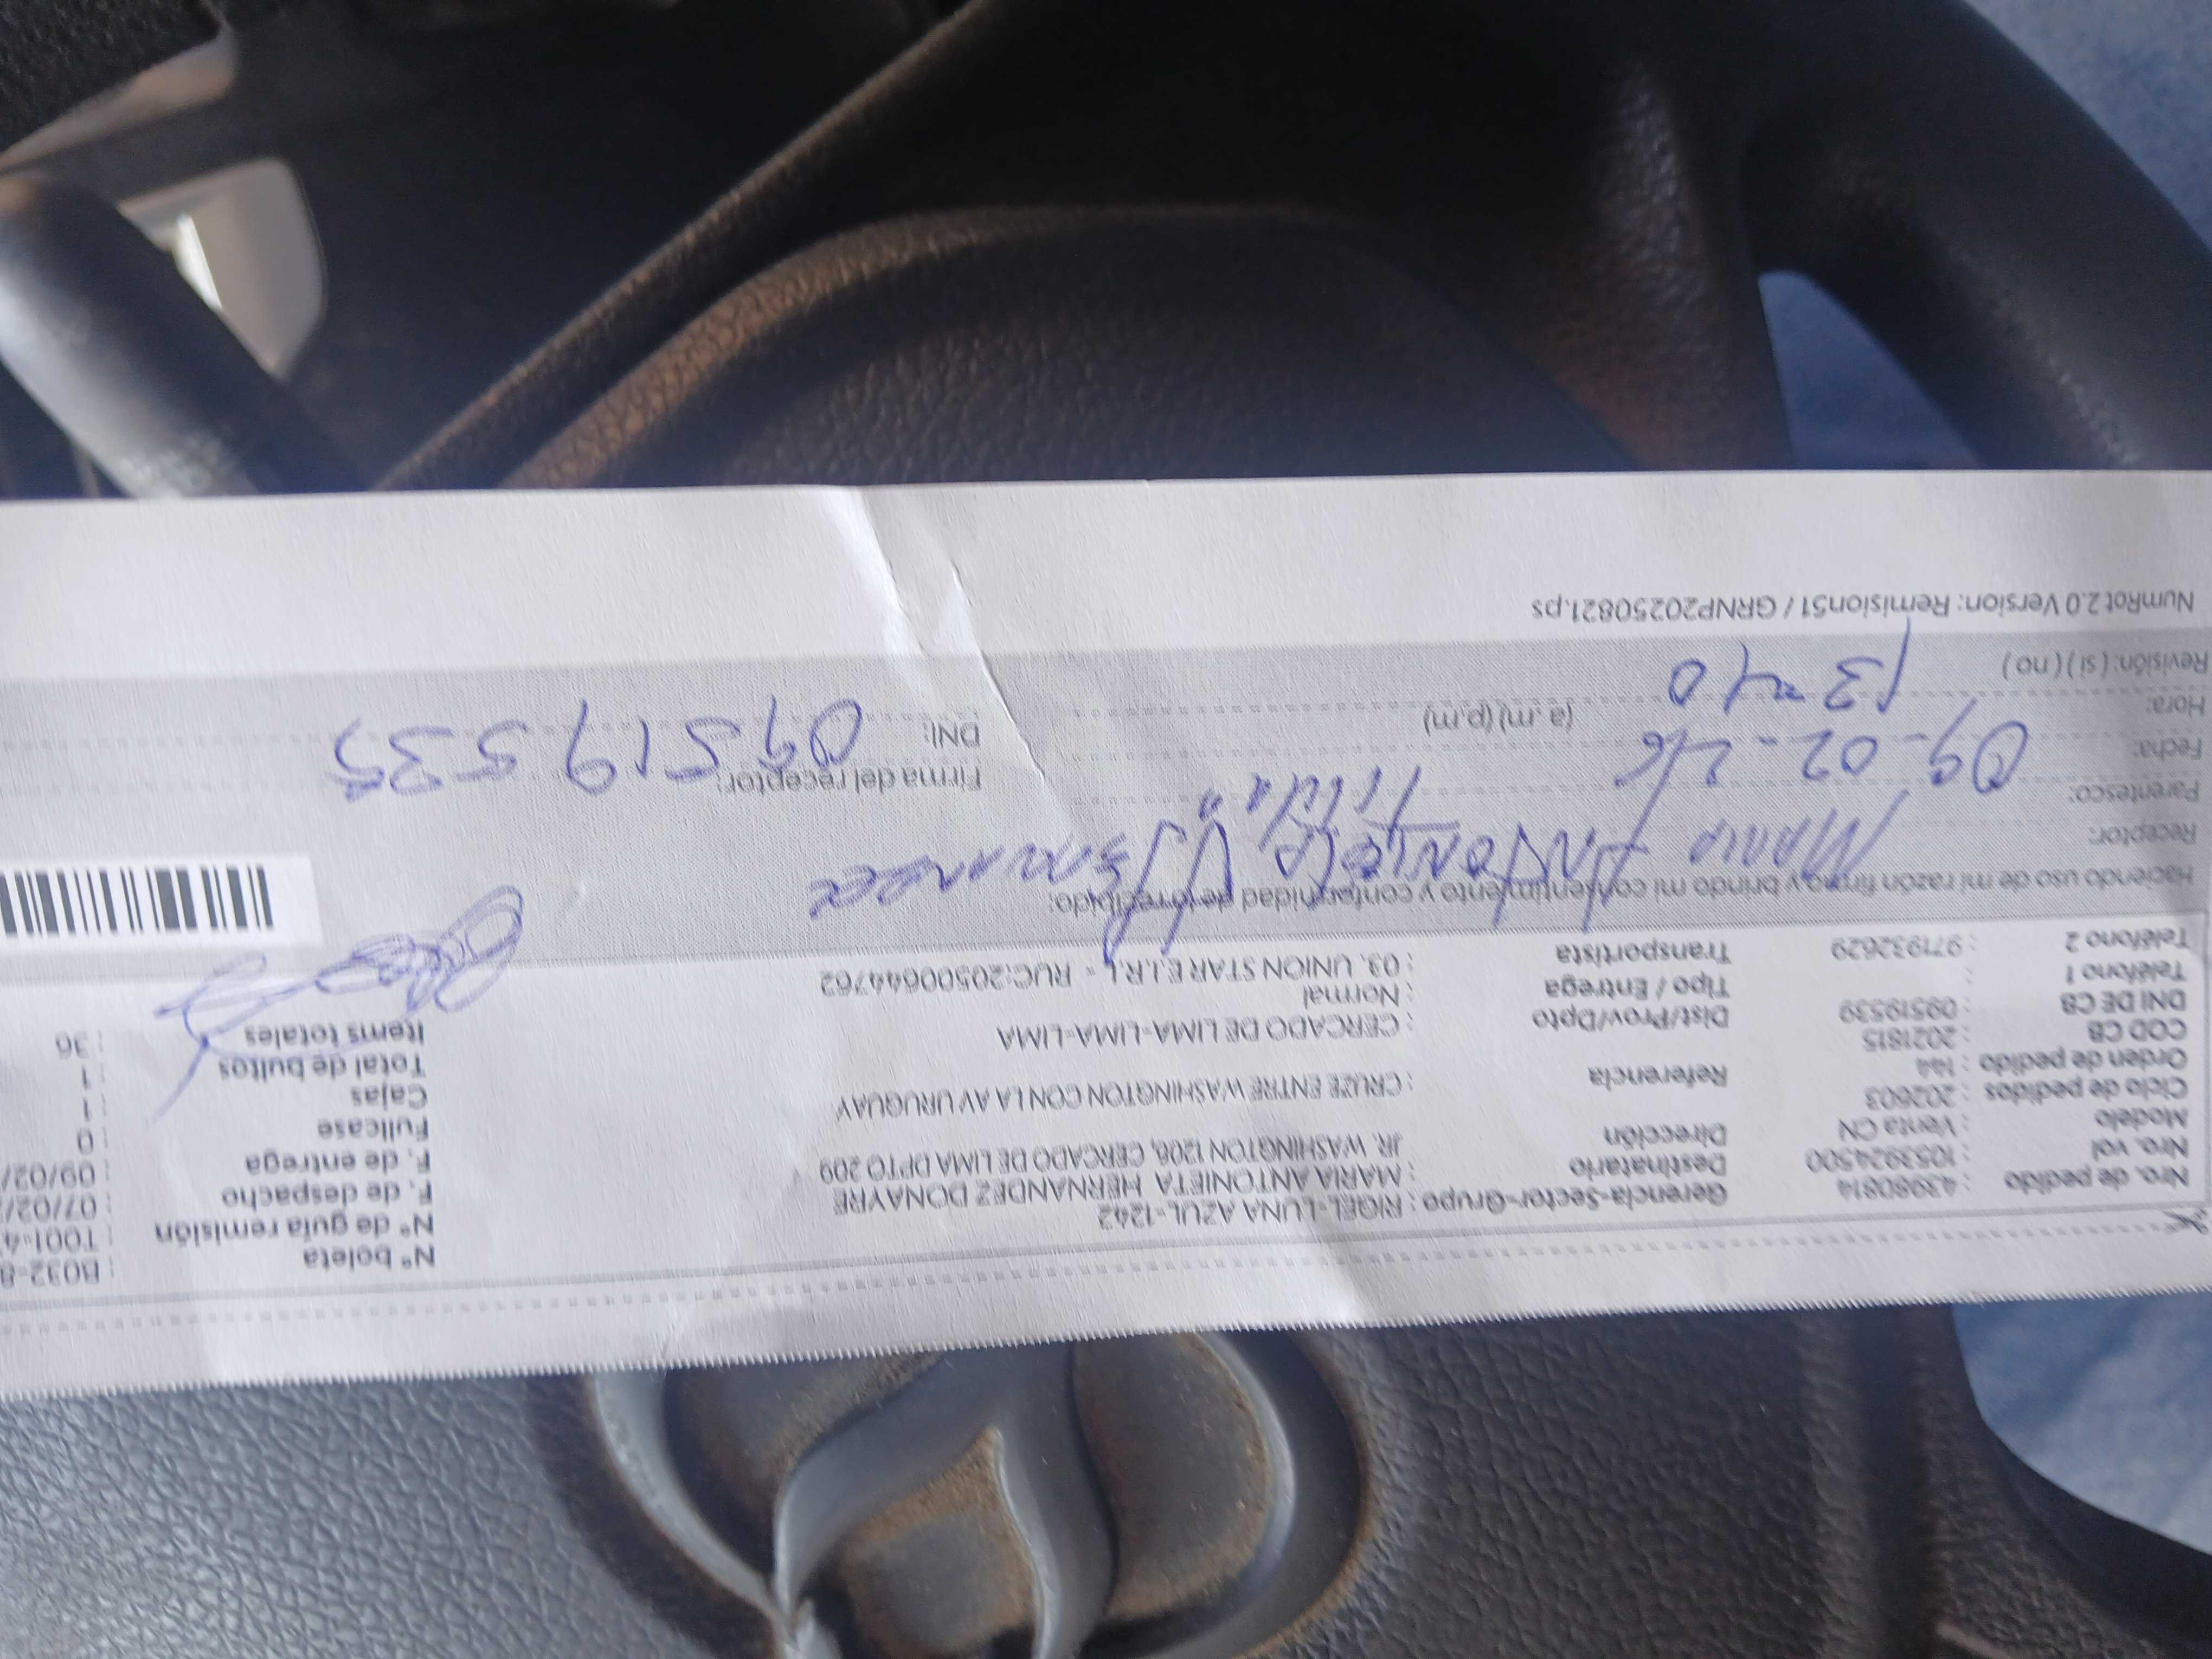 Nro. de pedido : 43980814 Gerencia-Sector-Grupo : RIGEL-LUNA AZUL-1242 N° boleta : B032-8
Nro. vol : 1053924500 Destinatario : MARIA ANTONIETA HERNANDEZ DONAYRE N° de guía remisión : T001-4
Modelo : Venta CN Dirección JR. WASHINGTON 1206, CERCADO DE LIMA DPTO 209 F. de despacho : 07/02/
Ciclo de pedidos : 202603 F. de entrega : 09/02/
Orden de pedido : 144 Referencia : CRUZE ENTRE WASHINGTON CON LA AV URUGUAY Fullcase : 0
COD CB : 2021815 Cajas : 1
DNI DE CB : 09519539 Dist/Prov/Dpto : CERCADO DE LIMA-LIMA-LIMA Total de bultos : 1
Teléfono 1 : Tipo / Entrega : Normal Items totales : 36
Teléfono 2 : 971932629 Transportista : 03. UNION STAR E.I.R.L - RUC:20500644762
Haciendo uso de mi razón firmo y brindo mi consentimiento y conformidad de lo recibido:
Receptor: Maria Antonieta Hernandez
Parentesco: Titular Firma del receptor:
Fecha: 09-02-26 DNI: 09519535
Hora: 13:40 (a.m) (p.m)
Revisión: ( si ) ( no )
NumRot 2.0 Version: Remision51 / GRNP20250821.ps